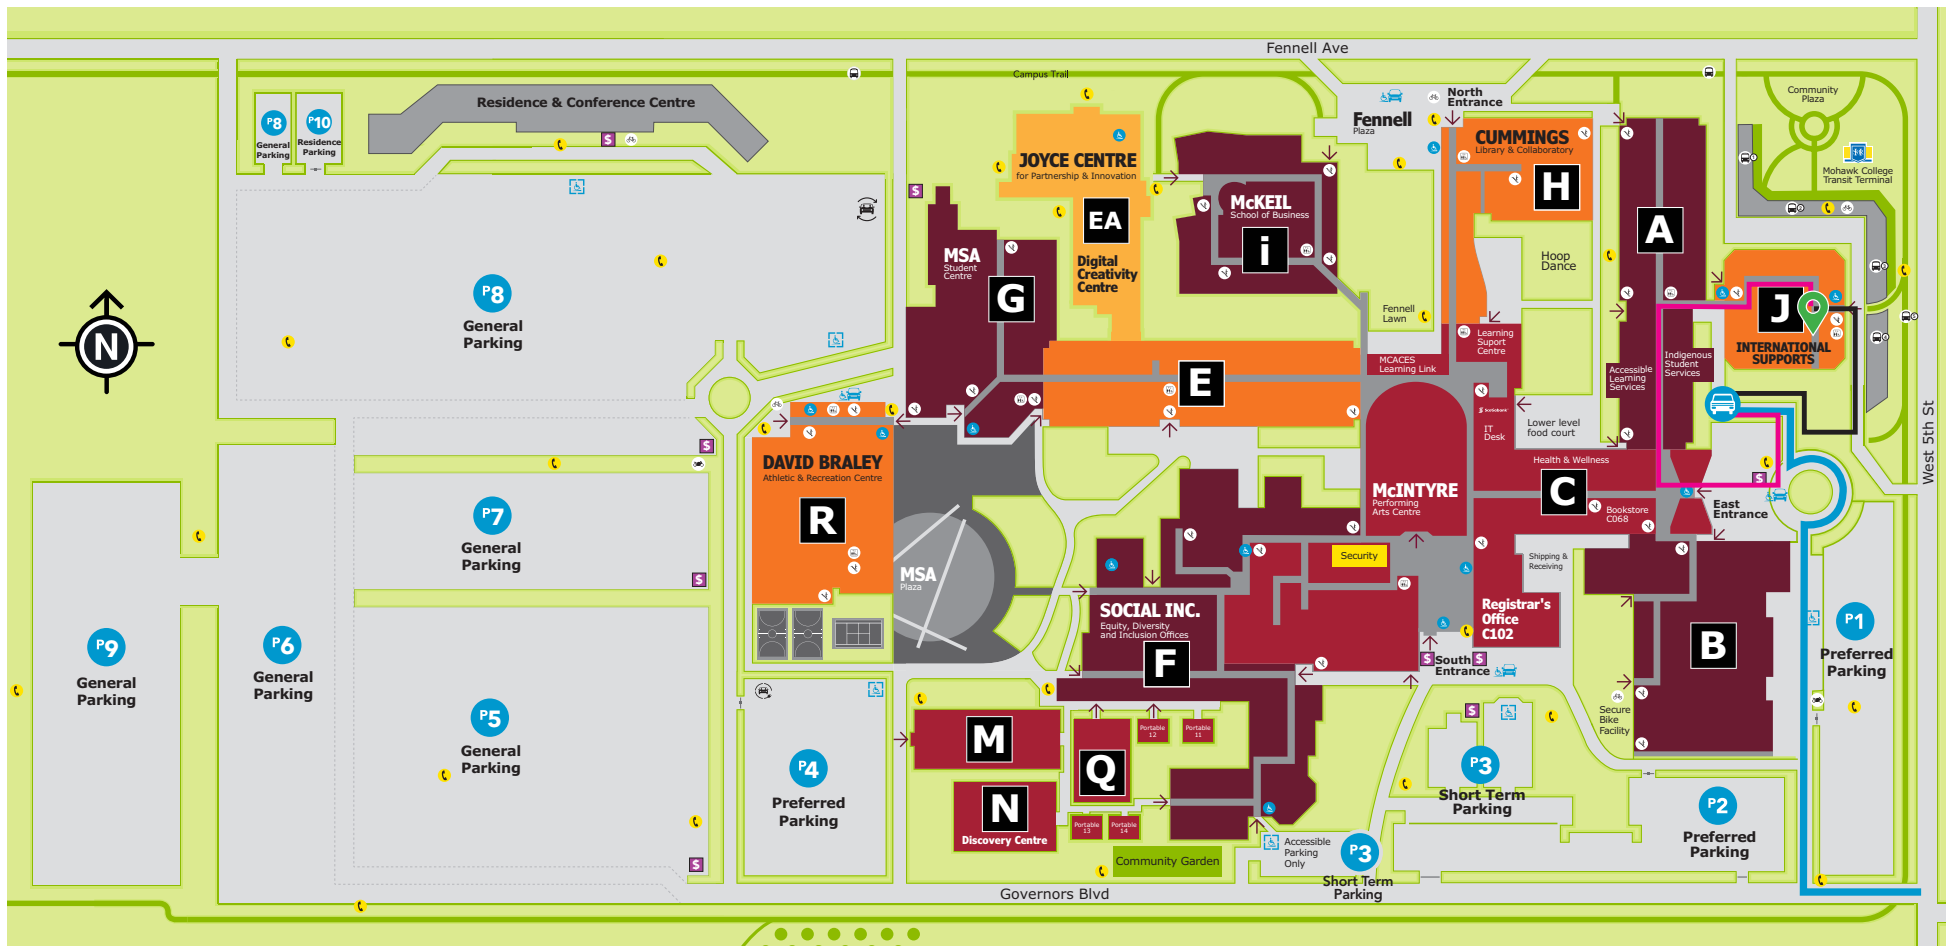 Fennell Ave
Campus Trail
P8
General
Parking
P10
Residence
Parking
Residence & Conference Centre
$
JOYCE CENTRE
for Partnership & Innovation
EA
Digital
Creativity
Centre
McKEIL
School of Business
i
Fennell
Plaza
North
Entrance
CUMMINGS
Library & Collaboratory
H
A
Community
Plaza
Mohawk College
Transit Terminal
$
MSA
Student
Centre
G
Hoop
Dance
Fennell
Lawn
J
INTERNATIONAL
SUPPORTS
N
P8
General
Parking
Learning
Suport
Centre
MCACES
Learning Link
Indigenous
Student
Services
Accessible
Learning
Services
E
Scotiabank
IT
Desk
Lower level
food court
West 5th St
$
DAVID BRALEY
Athletic & Recreation Centre
R
Health & Wellness
McINTYRE
Performing
Arts Centre
C
Bookstore
C068
$
East
Entrance
P7
General
Parking
$
MSA
Plaza
Security
Shipping &
Receiving
SOCIAL INC.
Equity, Diversity
and Inclusion Offices
F
Registrar's
Office
C102
B
P1
Preferred
Parking
P9
General
Parking
P6
General
Parking
$
South
Entrance
$
P5
General
Parking
Secure
Bike
Facility
M
Portable
12
Portable
11
Q
$
P3
Short Term
Parking
P4
Preferred
Parking
N
Discovery Centre
Portable
13
Portable
14
P2
Preferred
Parking
$
Community Garden
Accessible
Parking
Only
P3
Short Term
Parking
Governors Blvd